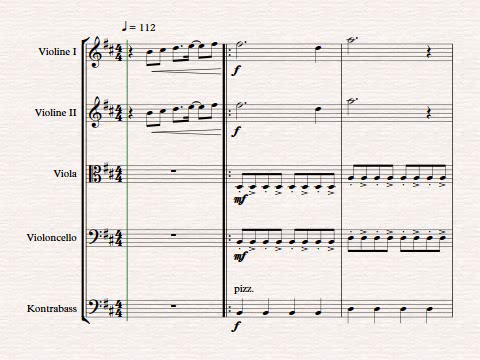 ♩ = 112
Violine I
f
Violine II
f
Viola
mf
Violoncello
mf
pizz.
Kontrabass
f